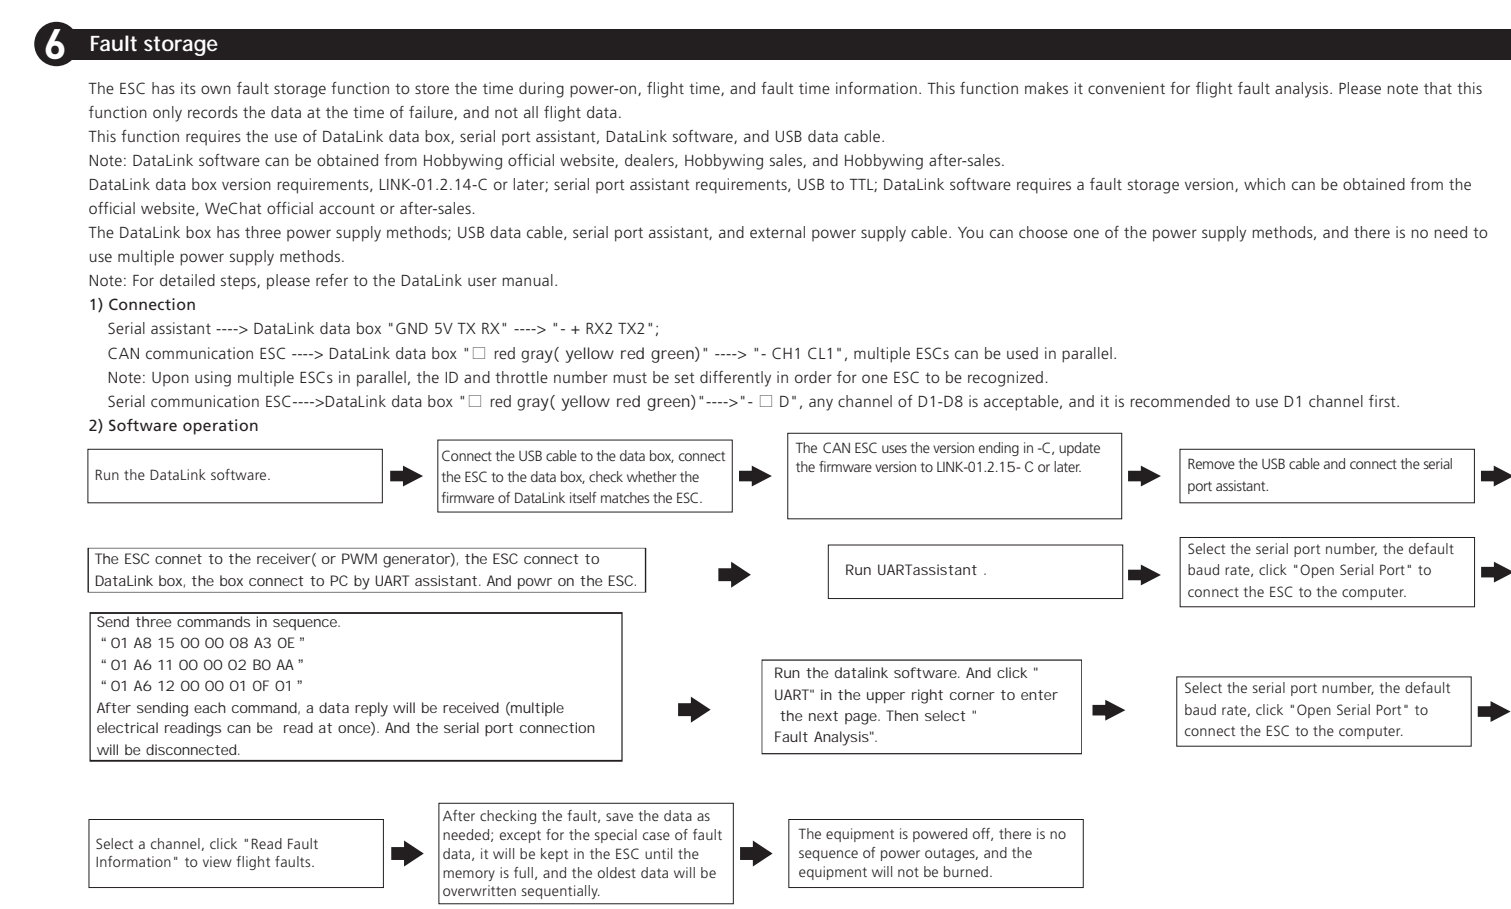 6 Fault storage
The ESC has its own fault storage function to store the time during power-on, flight time, and fault time information. This function makes it convenient for flight fault analysis. Please note that this
function only records the data at the time of failure, and not all flight data.
This function requires the use of DataLink data box, serial port assistant, DataLink software, and USB data cable.
Note: DataLink software can be obtained from Hobbywing official website, dealers, Hobbywing sales, and Hobbywing after-sales.
DataLink data box version requirements, LINK-01.2.14-C or later; serial port assistant requirements, USB to TTL; DataLink software requires a fault storage version, which can be obtained from the
official website, WeChat official account or after-sales.
The DataLink box has three power supply methods; USB data cable, serial port assistant, and external power supply cable. You can choose one of the power supply methods, and there is no need to
use multiple power supply methods.
Note: For detailed steps, please refer to the DataLink user manual.
1) Connection
Serial assistant ----> DataLink data box "GND 5V TX RX" ----> "- + RX2 TX2";
CAN communication ESC ----> DataLink data box "□ red gray( yellow red green)" ----> "- CH1 CL1", multiple ESCs can be used in parallel.
Note: Upon using multiple ESCs in parallel, the ID and throttle number must be set differently in order for one ESC to be recognized.
Serial communication ESC---->DataLink data box "□ red gray( yellow red green)"---->"- □ D", any channel of D1-D8 is acceptable, and it is recommended to use D1 channel first.
2) Software operation
Run the DataLink software.
Connect the USB cable to the data box, connect
the ESC to the data box, check whether the
firmware of DataLink itself matches the ESC.
The CAN ESC uses the version ending in -C, update
the firmware version to LINK-01.2.15- C or later.
Remove the USB cable and connect the serial
port assistant.
The ESC connet to the receiver( or PWM generator), the ESC connect to
DataLink box, the box connect to PC by UART assistant. And powr on the ESC.
Run UARTassistant .
Select the serial port number, the default
baud rate, click "Open Serial Port" to
connect the ESC to the computer.
Send three commands in sequence.
“ 01 A8 15 00 00 08 A3 0E ”
“ 01 A6 11 00 00 02 B0 AA ”
“ 01 A6 12 00 00 01 0F 01 ”
After sending each command, a data reply will be received (multiple
electrical readings can be read at once). And the serial port connection
will be disconnected.
Run the datalink software. And click "
UART" in the upper right corner to enter
the next page. Then select "
Fault Analysis".
Select the serial port number, the default
baud rate, click "Open Serial Port" to
connect the ESC to the computer.
Select a channel, click "Read Fault
Information" to view flight faults.
After checking the fault, save the data as
needed; except for the special case of fault
data, it will be kept in the ESC until the
memory is full, and the oldest data will be
overwritten sequentially.
The equipment is powered off, there is no
sequence of power outages, and the
equipment will not be burned.